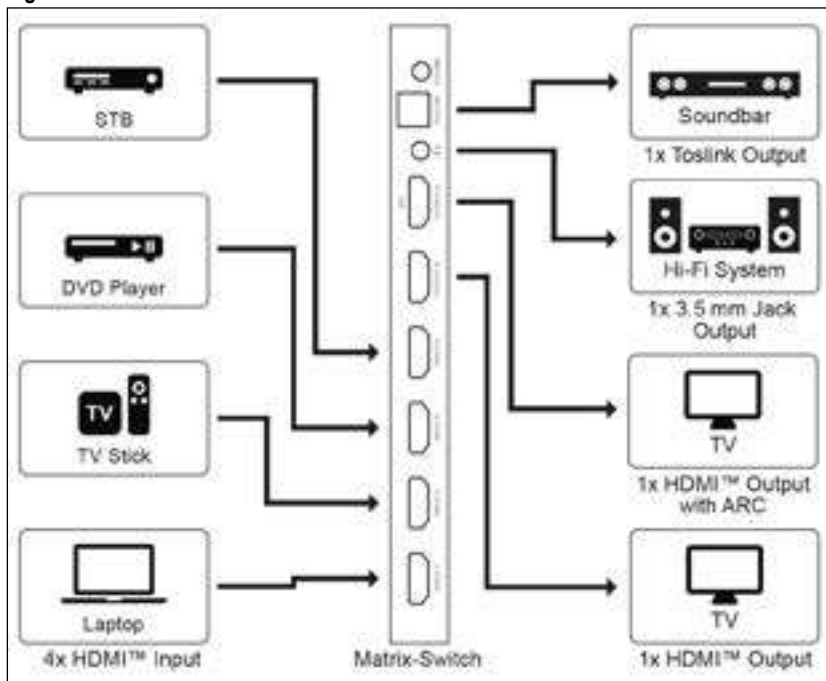 STB
DVD Player
TV
TV Stick
Laptop
4x HDMI™ Input
Matrix-Switch
Soundbar
1x Toslink Output
Hi-Fi System
1x 3.5 mm Jack
Output
TV
1x HDMI™ Output
with ARC
TV
1x HDMI™ Output